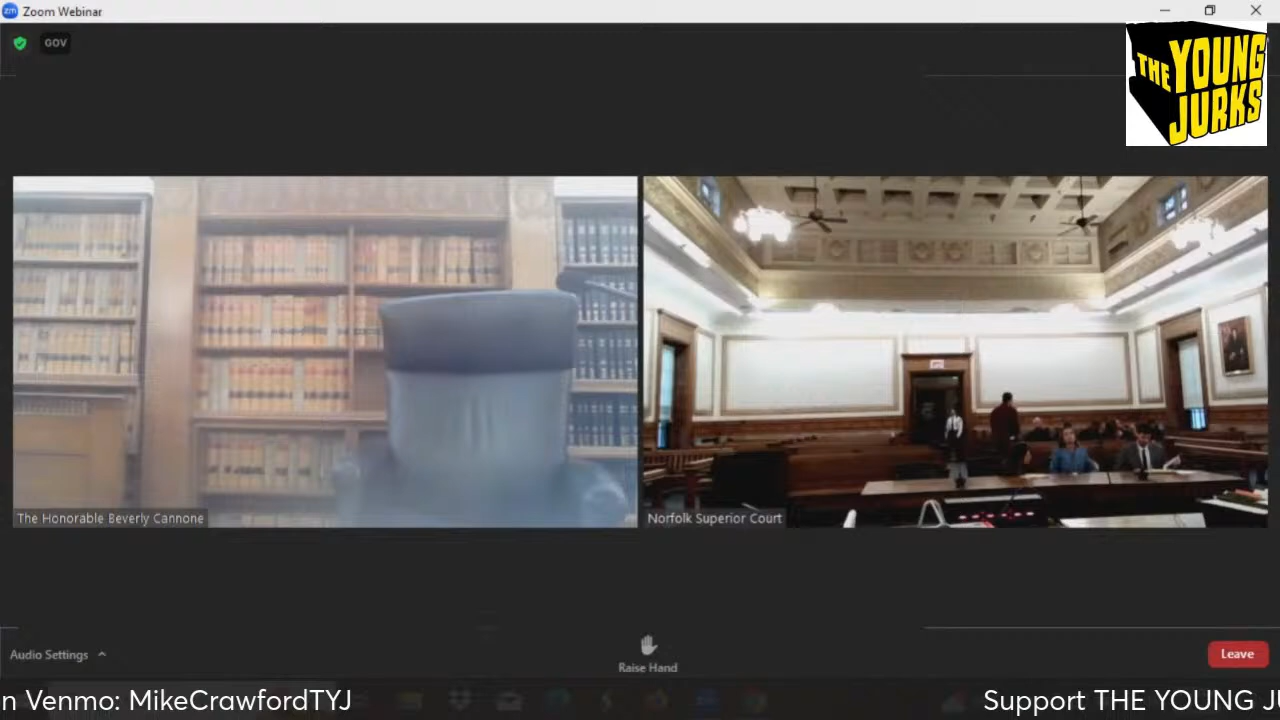 Zoom Webinar
GOV
THE YOUNG
JURKS
The Honorable Beverly Cannone
Norfolk Superior Court
Audio Settings
Raise Hand
Leave
n Venmo: MikeCrawfordTYJ
Support THE YOUNG J